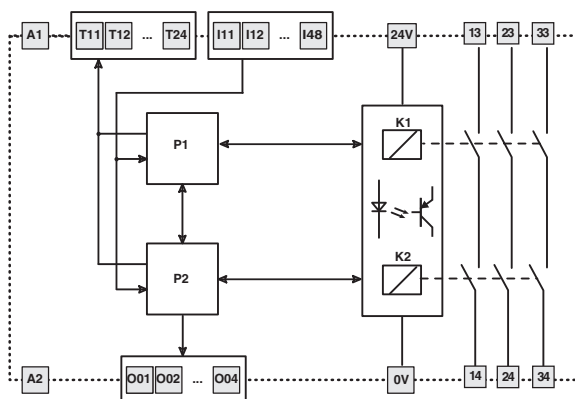 A1 T11 T12 ... T24 I11 I12 ... I48 24V 13 23 33
K1
P1
K2
P2
A2 O01 O02 ... O04 0V 14 24 34